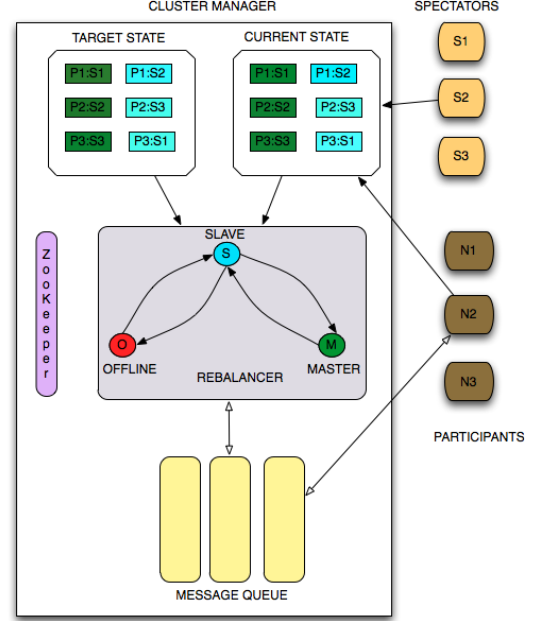 CLUSTER MANAGER
SPECTATORS
TARGET STATE
CURRENT STATE
S1
P1:S1 P1:S2
P1:S1 P1:S2
S2
P2:S2 P2:S3
P2:S2 P2:S3
P3:S3 P3:S1
P3:S3 P3:S1
S3
ZooKeeper
SLAVE
S
N1
N2
O
M
OFFLINE
MASTER
REBALANCER
N3
PARTICIPANTS
MESSAGE QUEUE